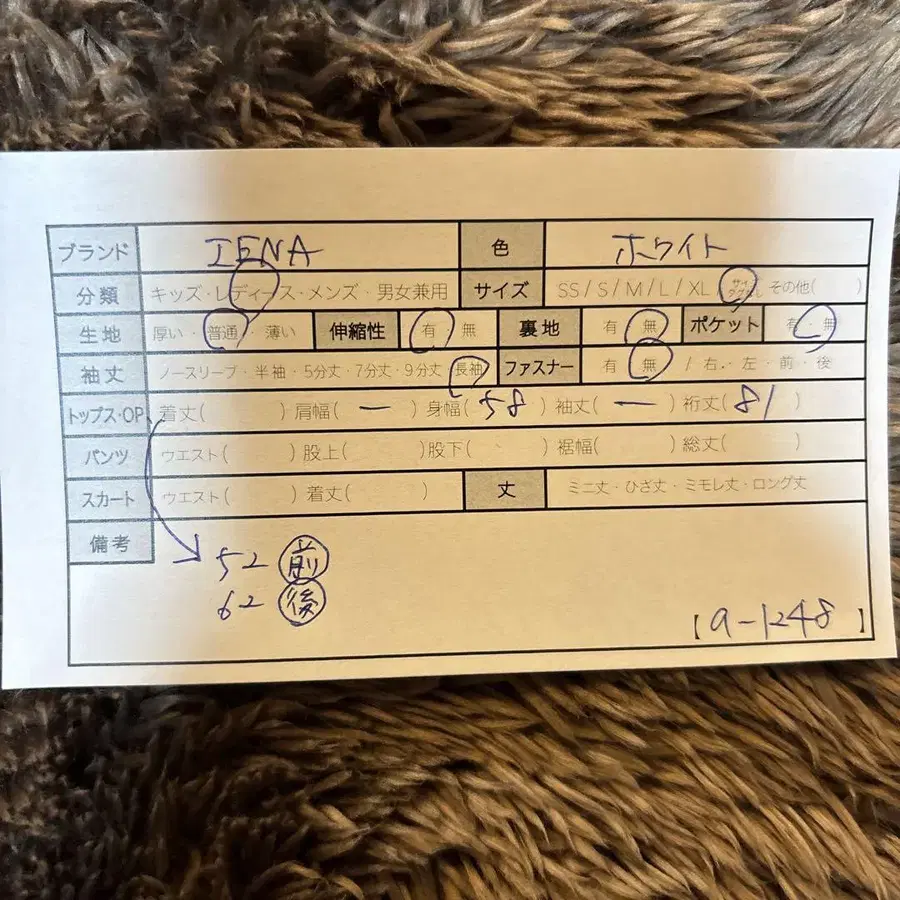 ブランド IENA 色 ホワイト
分類 キッズ・レディース・メンズ・男女兼用 サイズ SS / S / M / L / XL その他( )
生地 厚い・普通・薄い 伸縮性 有 無 裏地 有 無 ポケット 有・無
袖丈 ノースリーブ・半袖・5分丈・7分丈・9分丈 長袖 ファスナー 有 無 / 右・左・前・後
トップス・OP 着丈( ) 肩幅( ー ) 身幅( 58 ) 袖丈( ー ) 裄丈( 81 )
パンツ ウエスト( ) 股上( ) 股下( ) 裾幅( ) 総丈( )
スカート ウエスト( ) 着丈( ) 丈 ミニ丈・ひざ丈・ミモレ丈・ロング丈
備考
52 前
62 後
【a-1248】